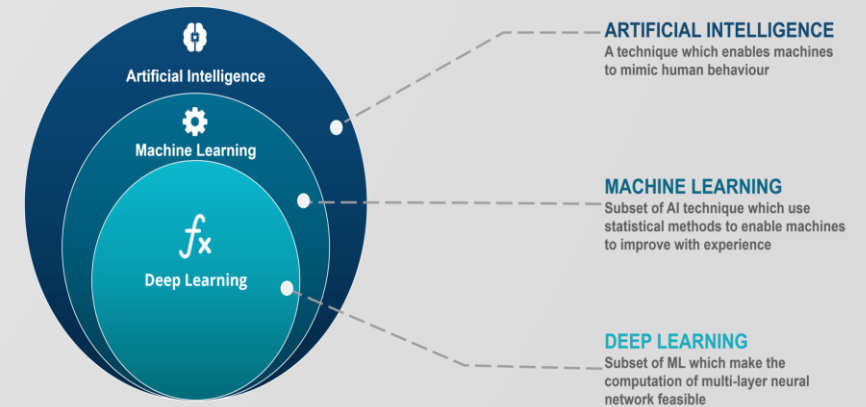 Artificial Intelligence
Machine Learning
fx
Deep Learning
ARTIFICIAL INTELLIGENCE
A technique which enables machines
to mimic human behaviour
MACHINE LEARNING
Subset of AI technique which use
statistical methods to enable machines
to improve with experience
DEEP LEARNING
Subset of ML which make the
computation of multi-layer neural
network feasible